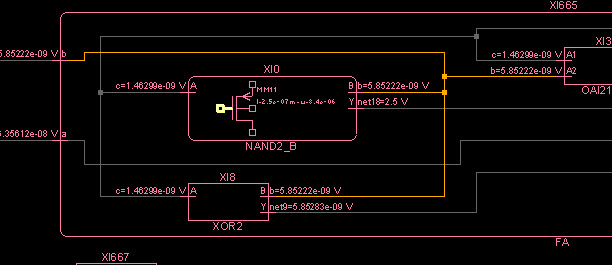 XI665
5.85222e-09 V b
XI3
c=1.46299e-09 V A1
b=5.85222e-09 V A2
OAI21
XI0
c=1.46299e-09 V A
MM11
l=2.5e-07 m - u=8.4e-06
B b=5.85222e-09 V
Y net18=2.5 V
NAND2_B
.35612e-08 V a
XI8
c=1.46299e-09 V A
B b=5.85222e-09 V
Y net9=5.85283e-09 V
XOR2
FA
XI667